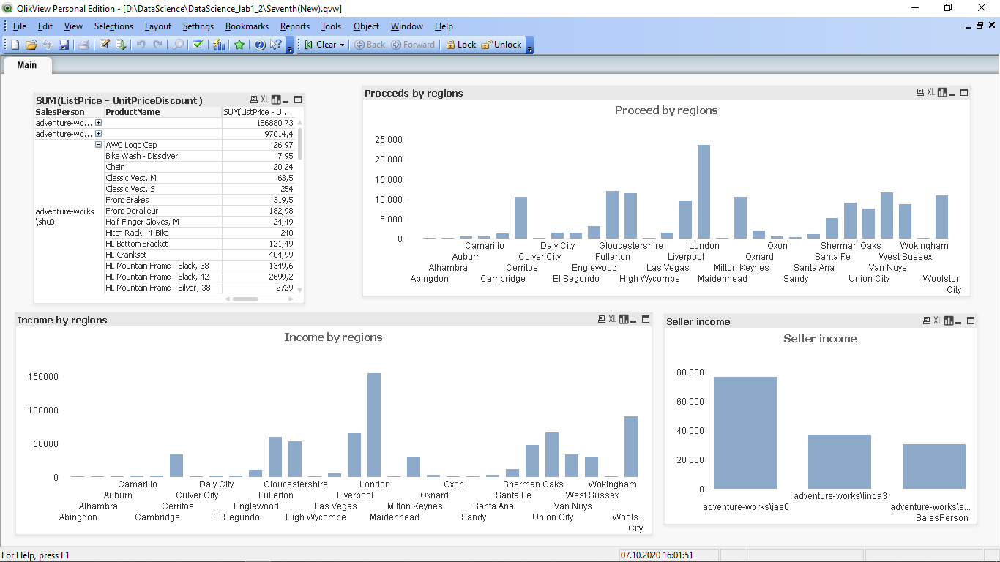 QlikView Personal Edition - [D:\DataScience\DataScience_lab1_2\Seventh(New).qvw]
File Edit View Selections Layout Settings Bookmarks Reports Tools Object Window Help
Clear Back Forward Lock Unlock
Main
SUM(ListPrice - UnitPriceDiscount ) XL
SalesPerson ProductName SUM(ListPrice - U...
adventure-wo... 186880,73
adventure-wo... 97014,4
AWC Logo Cap 26,97
Bike Wash - Dissolver 7,95
Chain 20,24
Classic Vest, M 63,5
Classic Vest, S 254
Front Brakes 319,5
adventure-works
\shu0
Front Derailleur 182,98
Half-Finger Gloves, M 24,49
Hitch Rack - 4-Bike 240
HL Bottom Bracket 121,49
HL Crankset 404,99
HL Mountain Frame - Black, 38 1349,6
HL Mountain Frame - Black, 42 2699,2
HL Mountain Frame - Silver, 38 2729
Procceds by regions XL
Proceed by regions
25 000
20 000
15 000
10 000
5 000
0
Camarillo Daly City Gloucestershire London Oxon Sherman Oaks Wokingham
Auburn Culver City Fullerton Liverpool Oxnard Santa Fe West Sussex
Alhambra Cerritos Englewood Las Vegas Milton Keynes Santa Ana Van Nuys
Abingdon Cambridge El Segundo High Wycombe Maidenhead Sandy Union City Woolston
City
Income by regions XL
Income by regions
150000
100000
50000
0
Camarillo Daly City Gloucestershire London Oxon Sherman Oaks Wokingham
Auburn Culver City Fullerton Liverpool Oxnard Santa Fe West Sussex
Alhambra Cerritos Englewood Las Vegas Milton Keynes Santa Ana Van Nuys
Abingdon Cambridge El Segundo High Wycombe Maidenhead Sandy Union City Wools...
City
Seller income XL
Seller income
80 000
60 000
40 000
20 000
0
adventure-works\linda3
adventure-works\jae0 adventure-works\s...
SalesPerson
For Help, press F1 07.10.2020 16:01:51